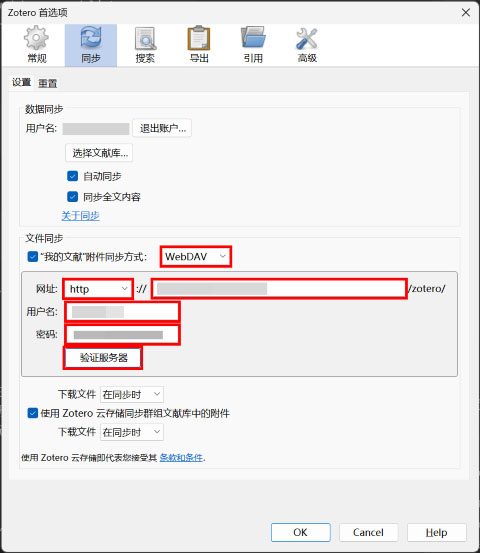 Zotero 首选项
常规 同步 搜索 导出 引用 高级
设置 重置
数据同步
用户名: 退出账户...
选择文献库...
自动同步
同步全文内容
关于同步
文件同步
“我的文献”附件同步方式: WebDAV
网址: http :// /zotero/
用户名:
密码:
验证服务器
下载文件 在同步时
使用 Zotero 云存储同步群组文献库中的附件
下载文件 在同步时
使用 Zotero 云存储即代表您接受其 条款和条件.
OK Cancel Help